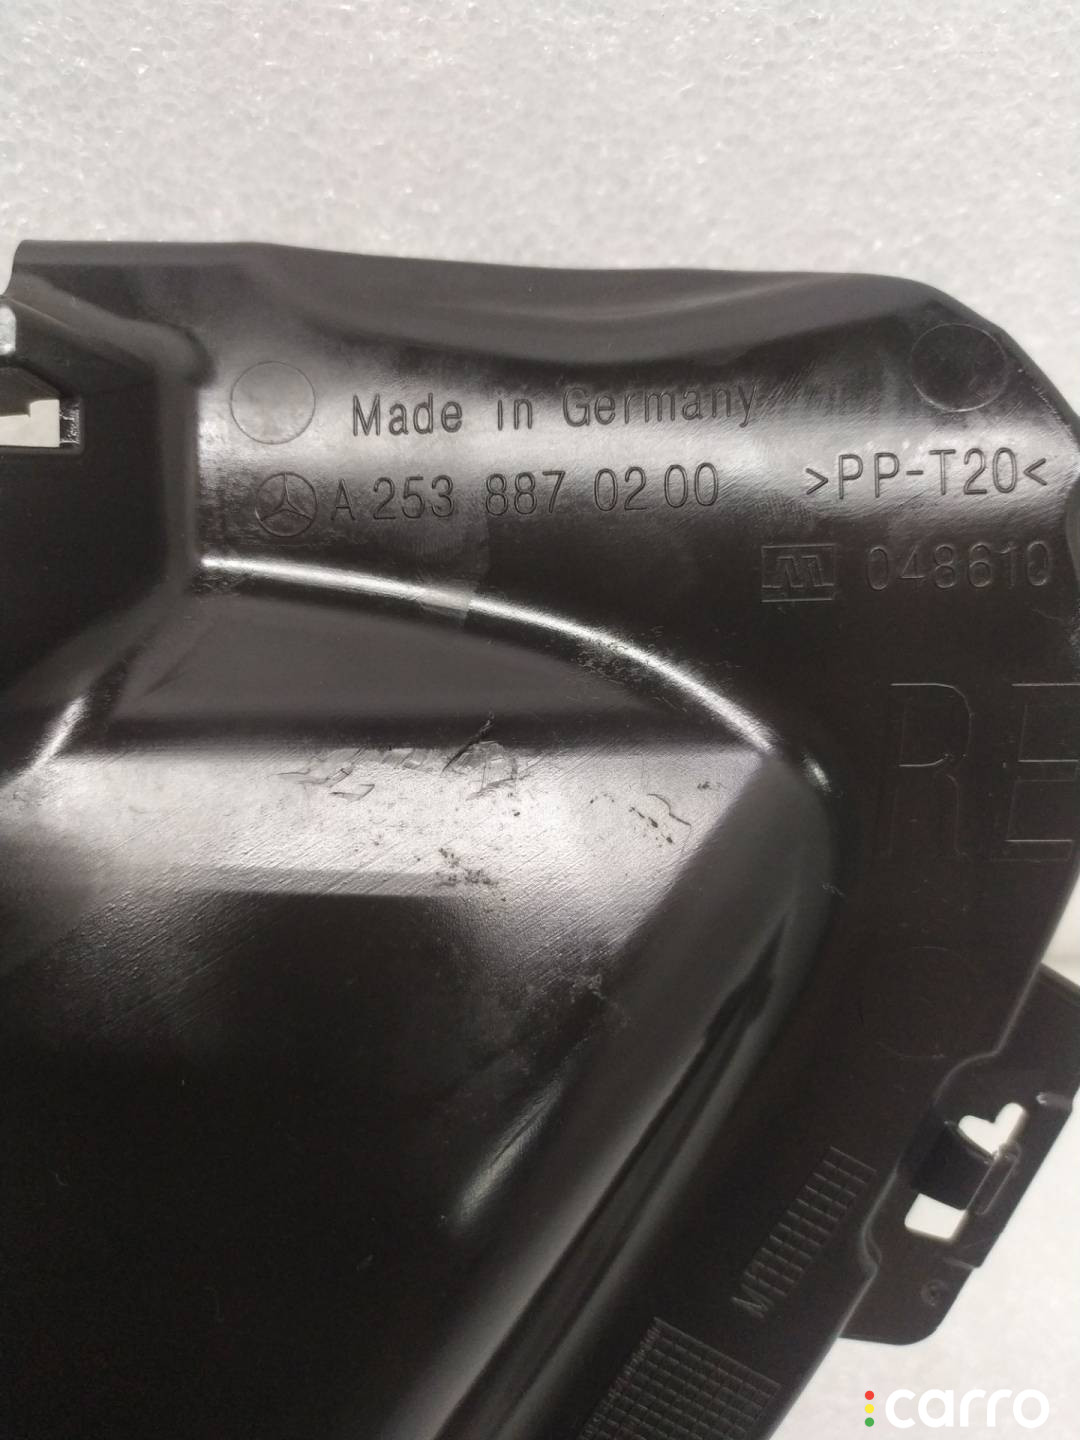 Made in Germany
A 253 887 02 00
>PP-T20<
048610
RE
carro